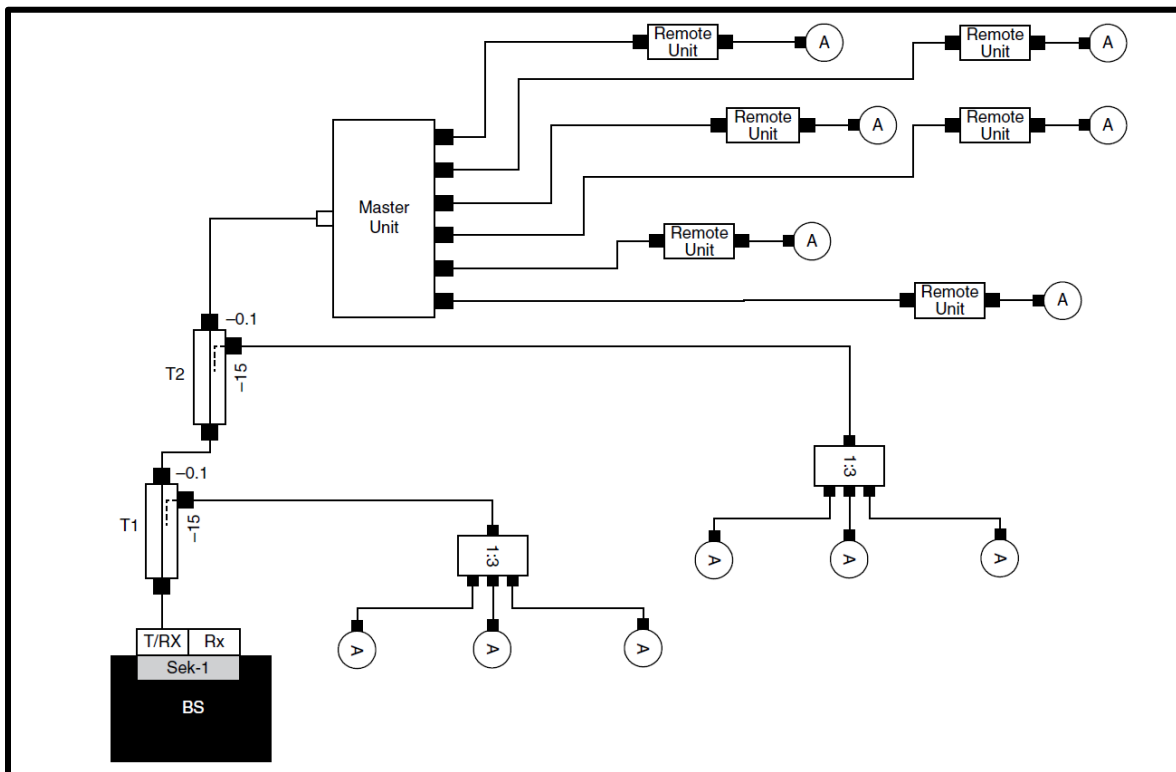 Remote
Unit
A
Remote
Unit
A
Remote
Unit
A
Remote
Unit
A
Master
Unit
Remote
Unit
A
Remote
Unit
A
–0.1
T2
–15
1:3
–0.1
T1
–15
1:3
A
A
A
A
A
A
T/RX
Rx
Sek-1
BS